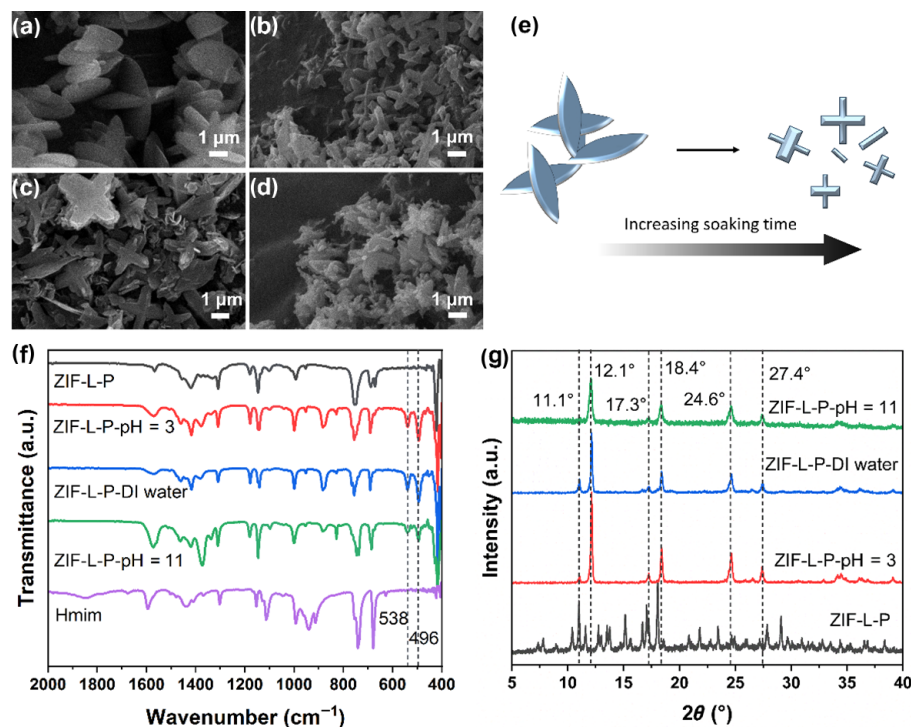 (a)
1 µm
(b)
1 µm
(c)
1 µm
(d)
1 µm
(e)
Increasing soaking time
(f)
ZIF-L-P
ZIF-L-P-pH = 3
ZIF-L-P-DI water
ZIF-L-P-pH = 11
Hmim
538
496
Transmittance (a.u.)
2000 1800 1600 1400 1200 1000 800 600 400
Wavenumber (cm⁻¹)
(g)
11.1°
12.1°
17.3°
18.4°
24.6°
27.4°
ZIF-L-P-pH = 11
ZIF-L-P-DI water
ZIF-L-P-pH = 3
ZIF-L-P
Intensity (a.u.)
5 10 15 20 25 30 35 40
2θ (°)